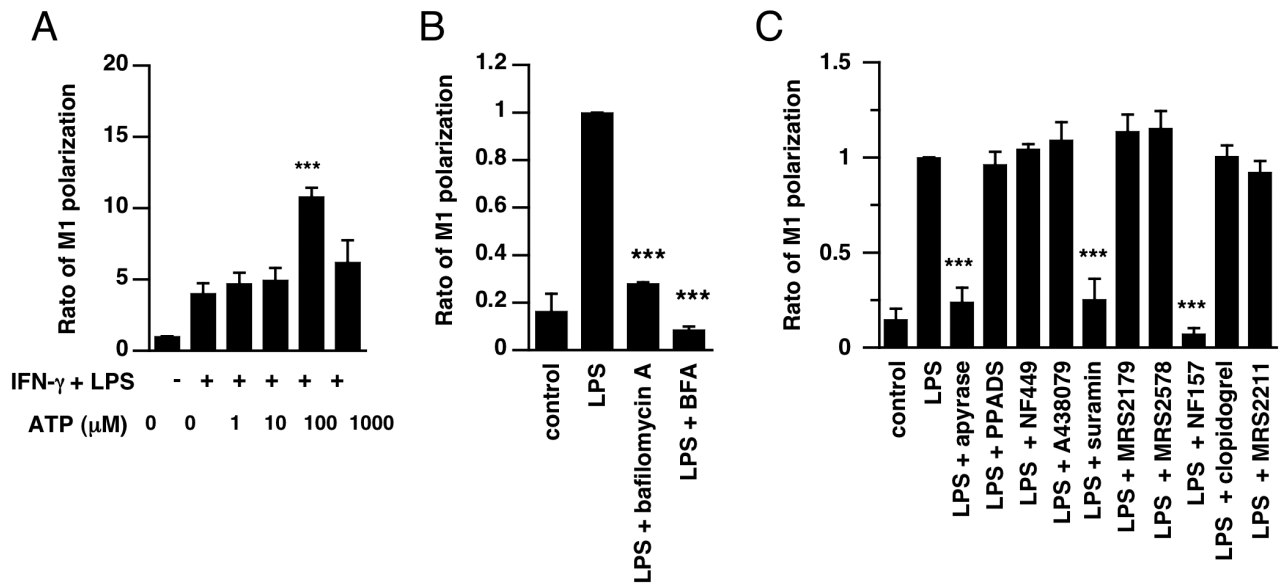 A
Rato of M1 polarization
20
15
10
5
0
***
IFN-γ + LPS - + + + + +
ATP (μM) 0 0 1 10 100 1000
B
Rato of M1 polarization
1.2
1
0.8
0.6
0.4
0.2
0
***
***
control
LPS
LPS + bafilomycin A
LPS + BFA
C
Rato of M1 polarization
1.5
1
0.5
0
***
***
***
control
LPS
LPS + apyrase
LPS + PPADS
LPS + NF449
LPS + A438079
LPS + suramin
LPS + MRS2179
LPS + MRS2578
LPS + NF157
LPS + clopidogrel
LPS + MRS2211